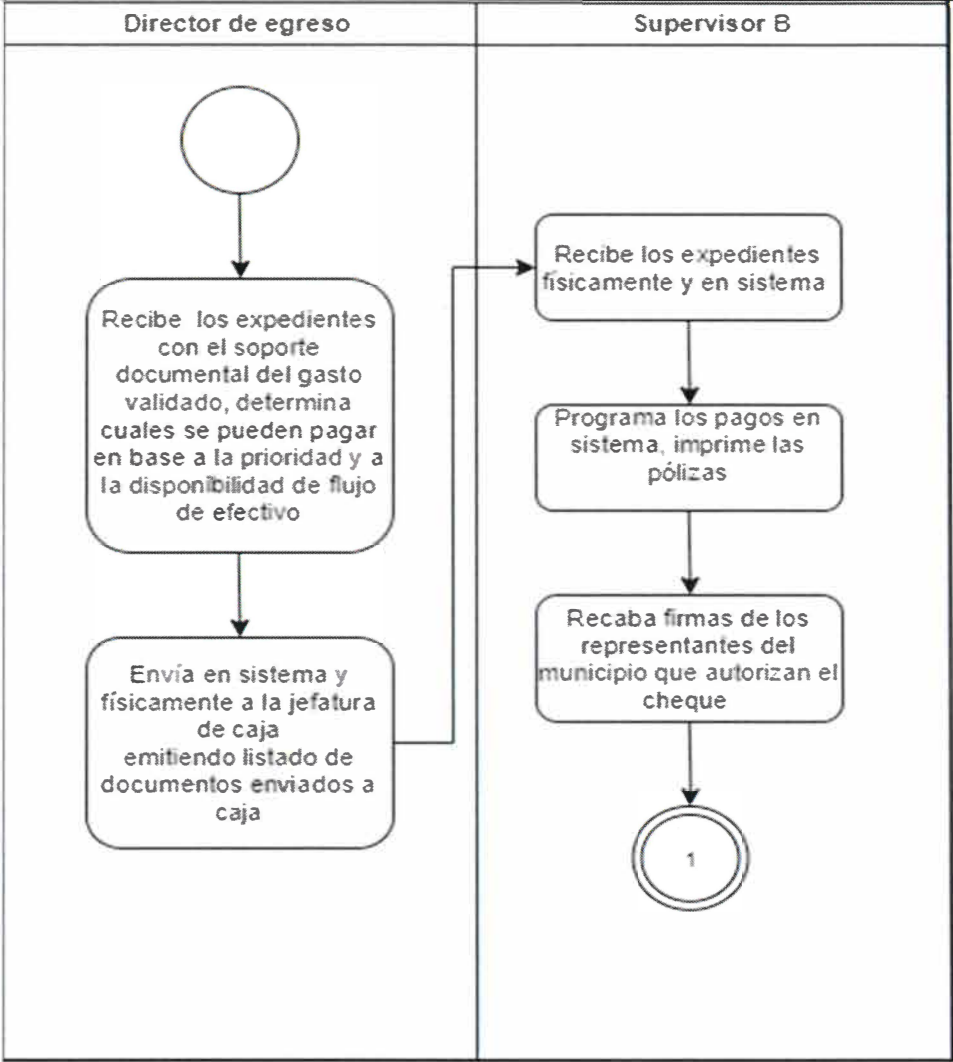 Director de egreso
Supervisor B
Recibe los expedientes
con el soporte
documental del gasto
validado, determina
cuales se pueden pagar
en base a la prioridad y a
la disponibilidad de flujo
de efectivo
Envía en sistema y
físicamente a la jefatura
de caja
emitiendo listado de
documentos enviados a
caja
Recibe los expedientes
físicamente y en sistema
Programa los pagos en
sistema, imprime las
pólizas
Recaba firmas de los
representantes del
municipio que autorizan el
cheque
1